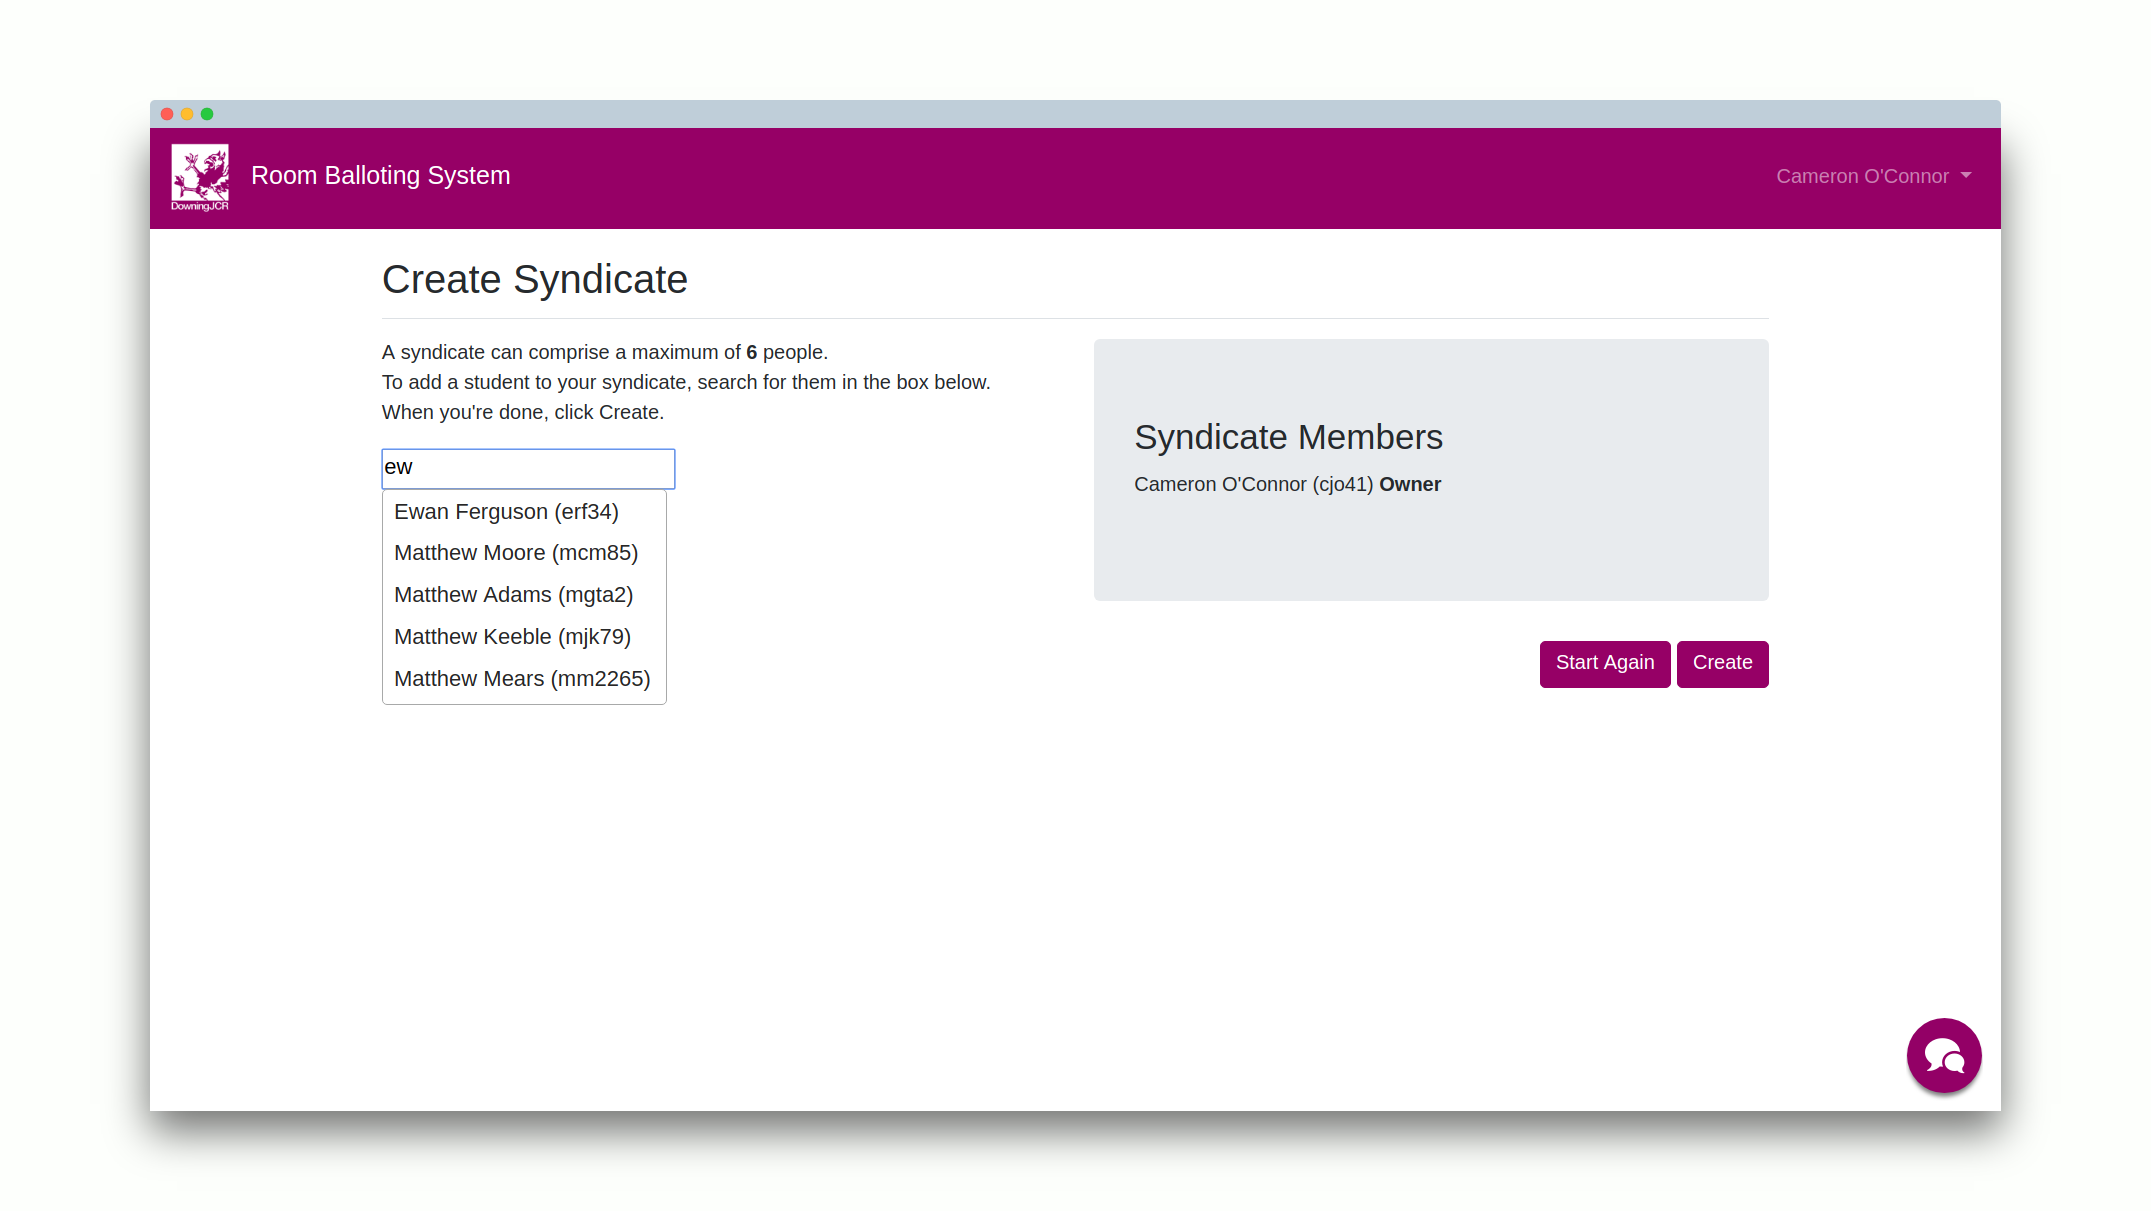 DowningJCR
Room Balloting System
Cameron O'Connor
Create Syndicate
A syndicate can comprise a maximum of 6 people.
To add a student to your syndicate, search for them in the box below.
When you're done, click Create.
ew
Ewan Ferguson (erf34)
Matthew Moore (mcm85)
Matthew Adams (mgta2)
Matthew Keeble (mjk79)
Matthew Mears (mm2265)
Syndicate Members
Cameron O'Connor (cjo41) Owner
Start Again
Create